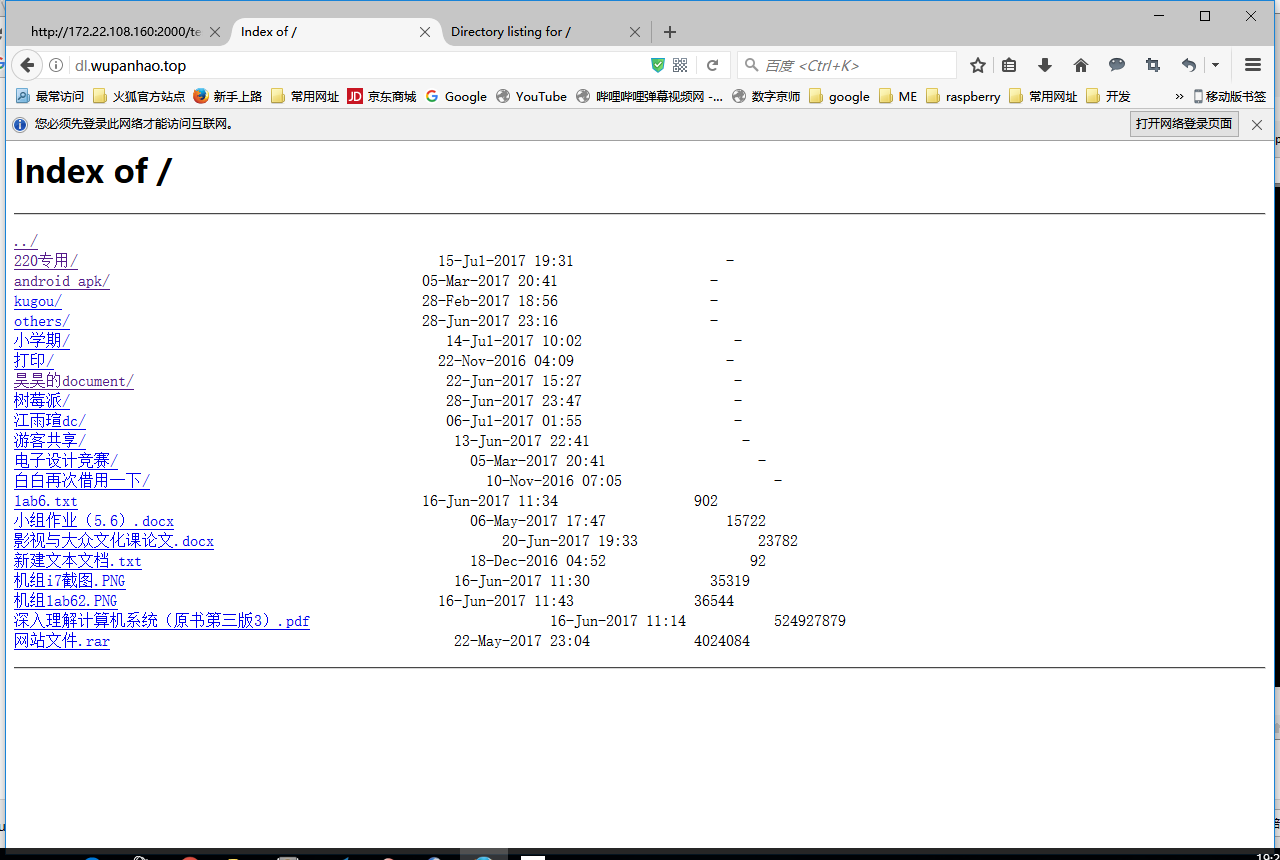 http://172.22.108.160:2000/te
Index of /
Directory listing for /
dl.wupanhao.top
百度 <Ctrl+K>
最常访问 火狐官方站点 新手上路 常用网址 JD 京东商城 G Google YouTube 哔哩哔哩弹幕视频网 -... 数字京师 google ME raspberry 常用网址 开发 » 移动版书签
您必须先登录此网络才能访问互联网。 打开网络登录页面
Index of /
../
220专用/ 15-Jul-2017 19:31 -
android apk/ 05-Mar-2017 20:41 -
kugou/ 28-Feb-2017 18:56 -
others/ 28-Jun-2017 23:16 -
小学期/ 14-Jul-2017 10:02 -
打印/ 22-Nov-2016 04:09 -
昊昊的document/ 22-Jun-2017 15:27 -
树莓派/ 28-Jun-2017 23:47 -
江雨瑄dc/ 06-Jul-2017 01:55 -
游客共享/ 13-Jun-2017 22:41 -
电子设计竞赛/ 05-Mar-2017 20:41 -
白白再次借用一下/ 10-Nov-2016 07:05 -
lab6.txt 16-Jun-2017 11:34 902
小组作业（5.6）.docx 06-May-2017 17:47 15722
影视与大众文化课论文.docx 20-Jun-2017 19:33 23782
新建文本文档.txt 18-Dec-2016 04:52 92
机组i7截图.PNG 16-Jun-2017 11:30 35319
机组lab62.PNG 16-Jun-2017 11:43 36544
深入理解计算机系统（原书第三版3）.pdf 16-Jun-2017 11:14 524927879
网站文件.rar 22-May-2017 23:04 4024084